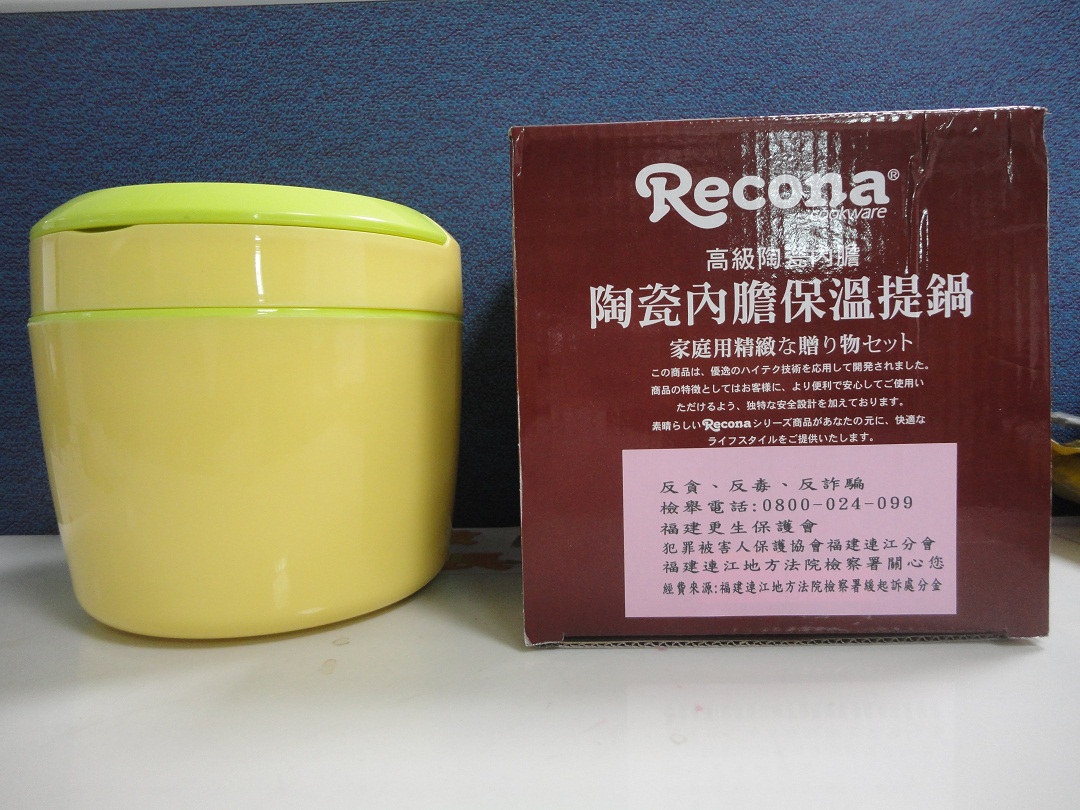 Recona®
cookware
高級陶瓷內膽
陶瓷內膽保溫提鍋
家庭用精緻な贈り物セット
この商品は、優逸のハイテク技術を応用して開発されました。
商品の特徴としてはお客様に、より便利で安心してご使用い
ただけるよう、独特な安全設計を加えております。
素晴らしいReconaシリーズ商品があなたの元に、快適な
ライフスタイルをご提供いたします。
反貪、反毒、反詐騙
檢舉電話:0800-024-099
福建更生保護會
犯罪被害人保護協會福建連江分會
福建連江地方法院檢察署關心您
經費來源:福建連江地方法院檢察署緩起訴處分金